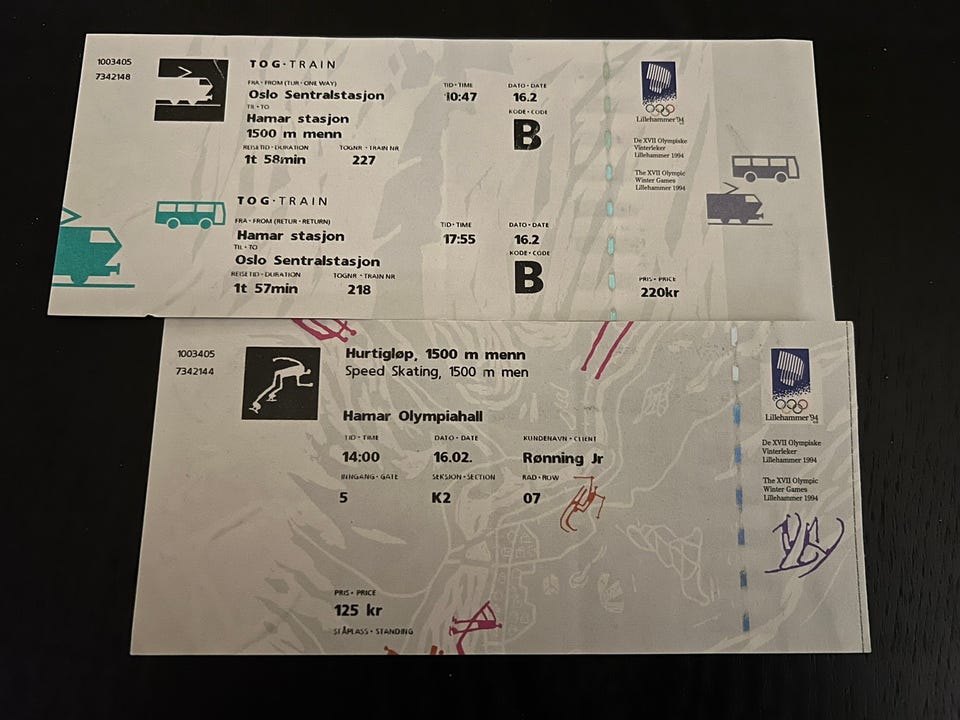 1003405
7342148
TOG·TRAIN
FRA·FROM (TUR·ONE WAY)
Oslo Sentralstasjon
TIL·TO
Hamar stasjon
1500 m menn
REISETID·DURATION TOGNR·TRAIN NR
1t 58min 227
TID·TIME DATO·DATE
10:47 16.2
KODE·CODE
B
Lillehammer'94
De XVII Olympiske
Vinterleker
Lillehammer 1994
The XVII Olympic
Winter Games
Lillehammer 1994
TOG·TRAIN
FRA·FROM (RETUR·RETURN)
Hamar stasjon
TIL·TO
Oslo Sentralstasjon
REISETID·DURATION TOGNR·TRAIN NR
1t 57min 218
TID·TIME DATO·DATE
17:55 16.2
KODE·CODE
B
PRIS·PRICE
220kr
1003405
7342144
Hurtigløp, 1500 m menn
Speed Skating, 1500 m men
Hamar Olympiahall
TID·TIME DATO·DATE KUNDENAVN·CLIENT
14:00 16.02. Rønning Jr
INNGANG·GATE SEKSJON·SECTION RAD·ROW
5 K2 07
PRIS·PRICE
125 kr
STÅPLASS·STANDING
Lillehammer'94
De XVII Olympiske
Vinterleker
Lillehammer 1994
The XVII Olympic
Winter Games
Lillehammer 1994